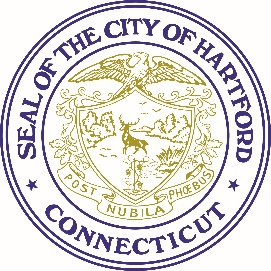 SEAL OF THE CITY OF HARTFORD
POST NUBILA PHOEBUS
CONNECTICUT